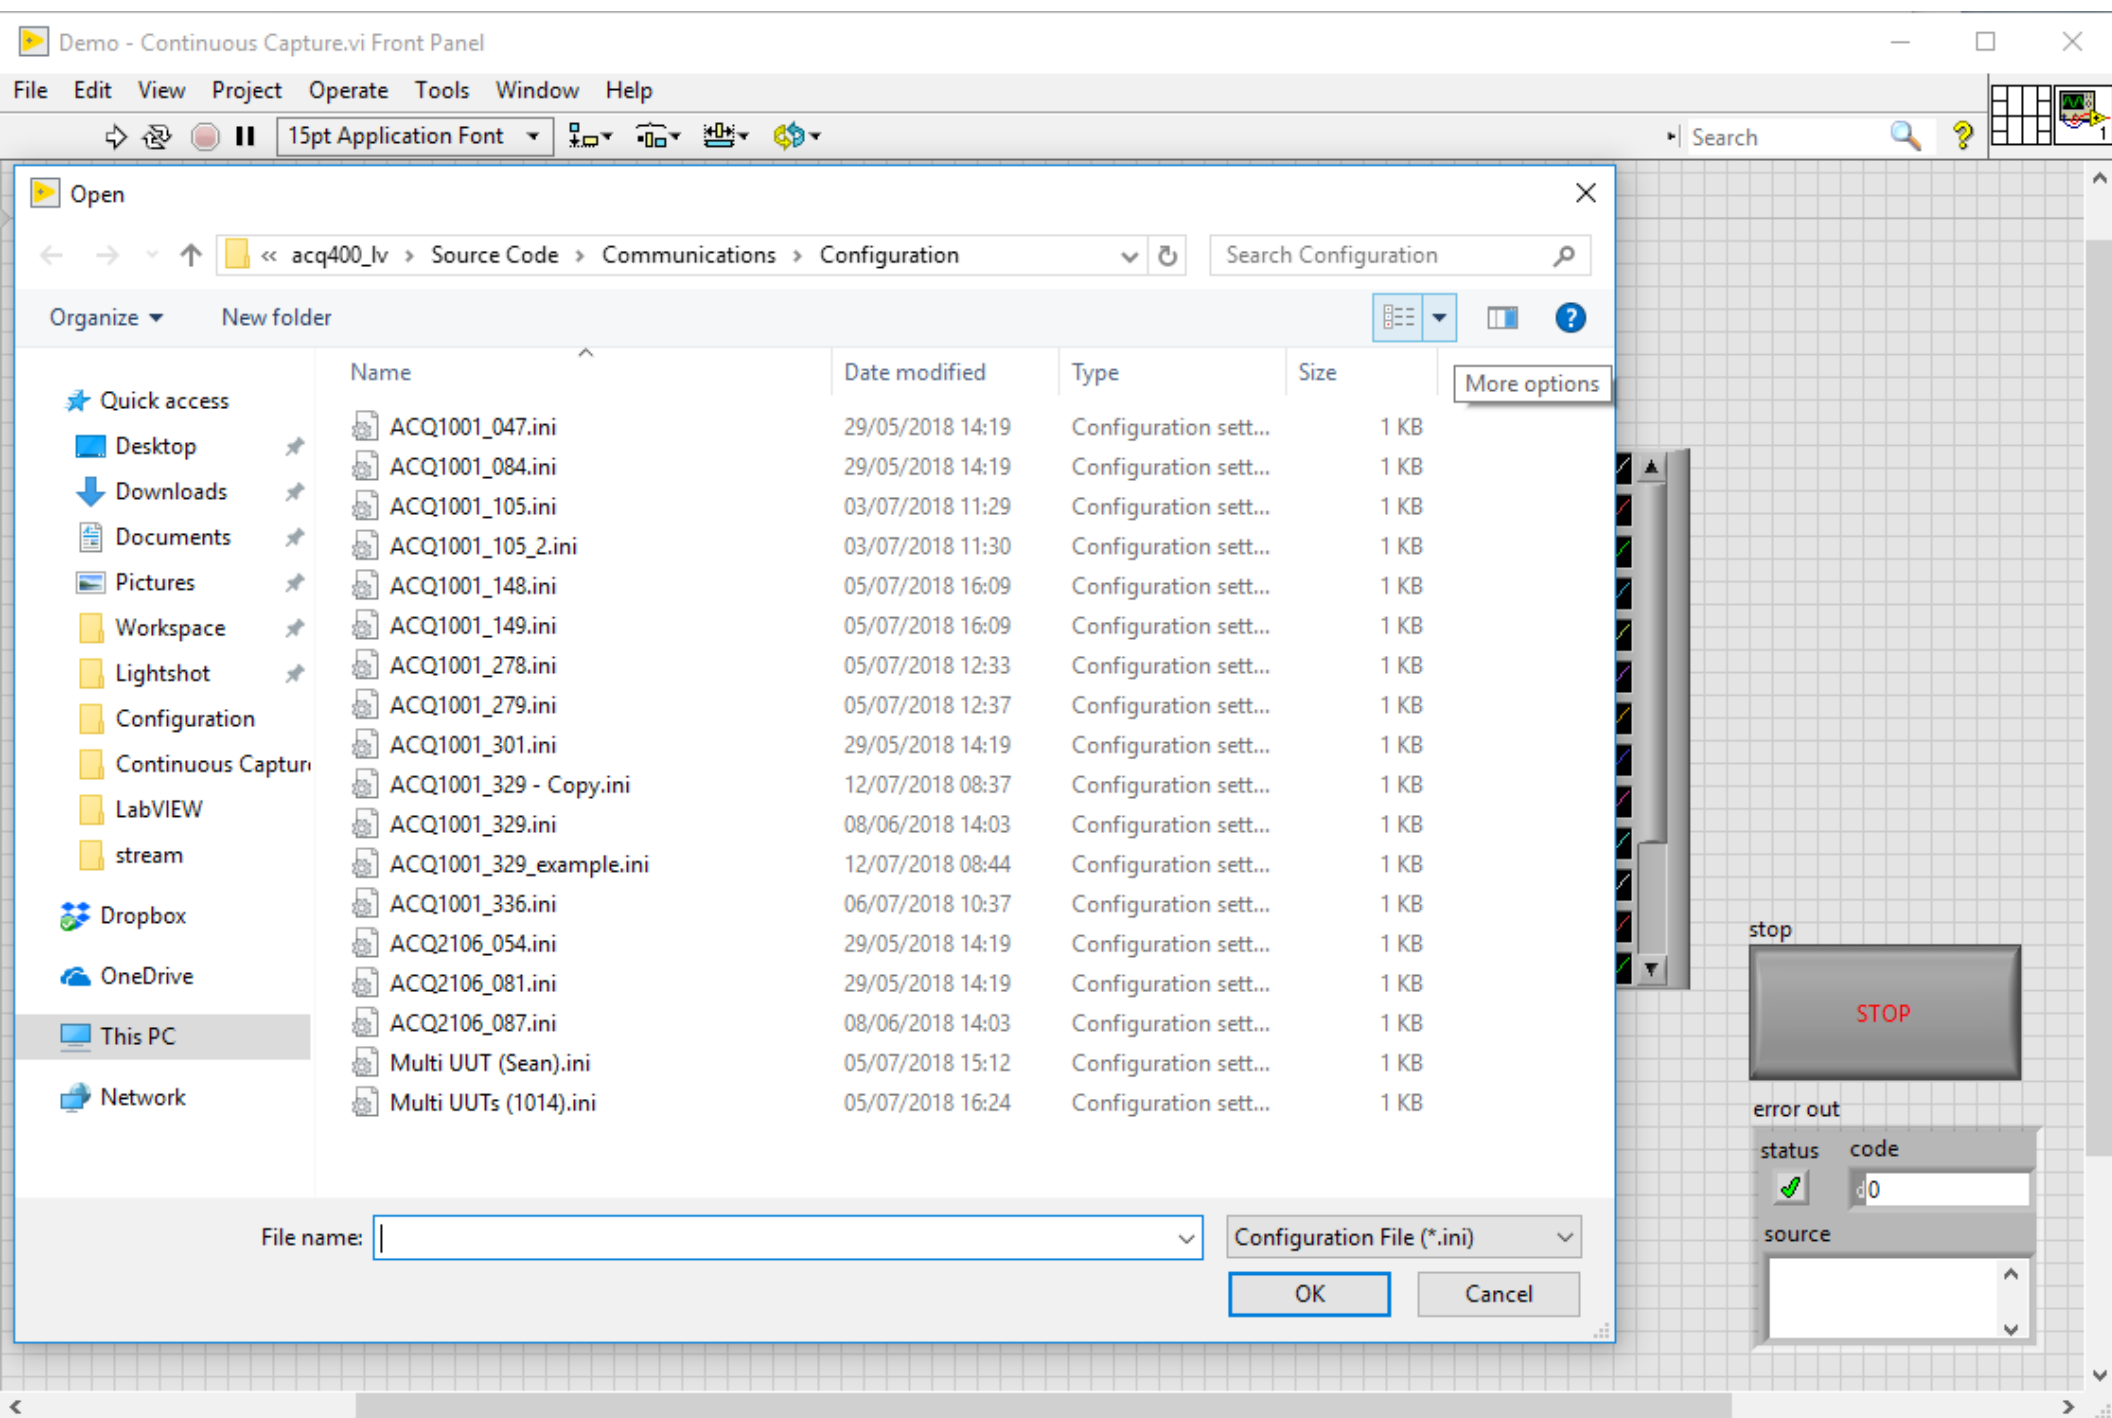 Demo - Continuous Capture.vi Front Panel
File Edit View Project Operate Tools Window Help
15pt Application Font
Search
1
Open
« acq400_lv › Source Code › Communications › Configuration
Search Configuration
Organize
New folder
Name Date modified Type Size
More options
Quick access
Desktop
Downloads
Documents
Pictures
Workspace
Lightshot
Configuration
Continuous Capture
LabVIEW
stream
Dropbox
OneDrive
This PC
Network
ACQ1001_047.ini 29/05/2018 14:19 Configuration sett... 1 KB
ACQ1001_084.ini 29/05/2018 14:19 Configuration sett... 1 KB
ACQ1001_105.ini 03/07/2018 11:29 Configuration sett... 1 KB
ACQ1001_105_2.ini 03/07/2018 11:30 Configuration sett... 1 KB
ACQ1001_148.ini 05/07/2018 16:09 Configuration sett... 1 KB
ACQ1001_149.ini 05/07/2018 16:09 Configuration sett... 1 KB
ACQ1001_278.ini 05/07/2018 12:33 Configuration sett... 1 KB
ACQ1001_279.ini 05/07/2018 12:37 Configuration sett... 1 KB
ACQ1001_301.ini 29/05/2018 14:19 Configuration sett... 1 KB
ACQ1001_329 - Copy.ini 12/07/2018 08:37 Configuration sett... 1 KB
ACQ1001_329.ini 08/06/2018 14:03 Configuration sett... 1 KB
ACQ1001_329_example.ini 12/07/2018 08:44 Configuration sett... 1 KB
ACQ1001_336.ini 06/07/2018 10:37 Configuration sett... 1 KB
ACQ2106_054.ini 29/05/2018 14:19 Configuration sett... 1 KB
ACQ2106_081.ini 29/05/2018 14:19 Configuration sett... 1 KB
ACQ2106_087.ini 08/06/2018 14:03 Configuration sett... 1 KB
Multi UUT (Sean).ini 05/07/2018 15:12 Configuration sett... 1 KB
Multi UUTs (1014).ini 05/07/2018 16:24 Configuration sett... 1 KB
File name:
Configuration File (*.ini)
OK
Cancel
stop
STOP
error out
status code
d0
source